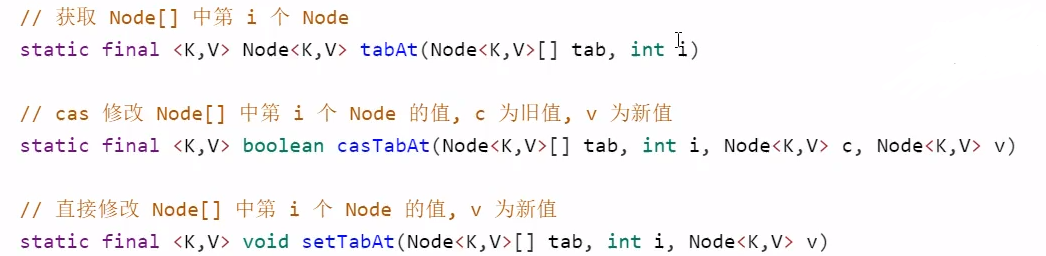 // 获取 Node[] 中第 i 个 Node
static final <K,V> Node<K,V> tabAt(Node<K,V>[] tab, int i)
// cas 修改 Node[] 中第 i 个 Node 的值, c 为旧值, v 为新值
static final <K,V> boolean casTabAt(Node<K,V>[] tab, int i, Node<K,V> c, Node<K,V> v)
// 直接修改 Node[] 中第 i 个 Node 的值, v 为新值
static final <K,V> void setTabAt(Node<K,V>[] tab, int i, Node<K,V> v)